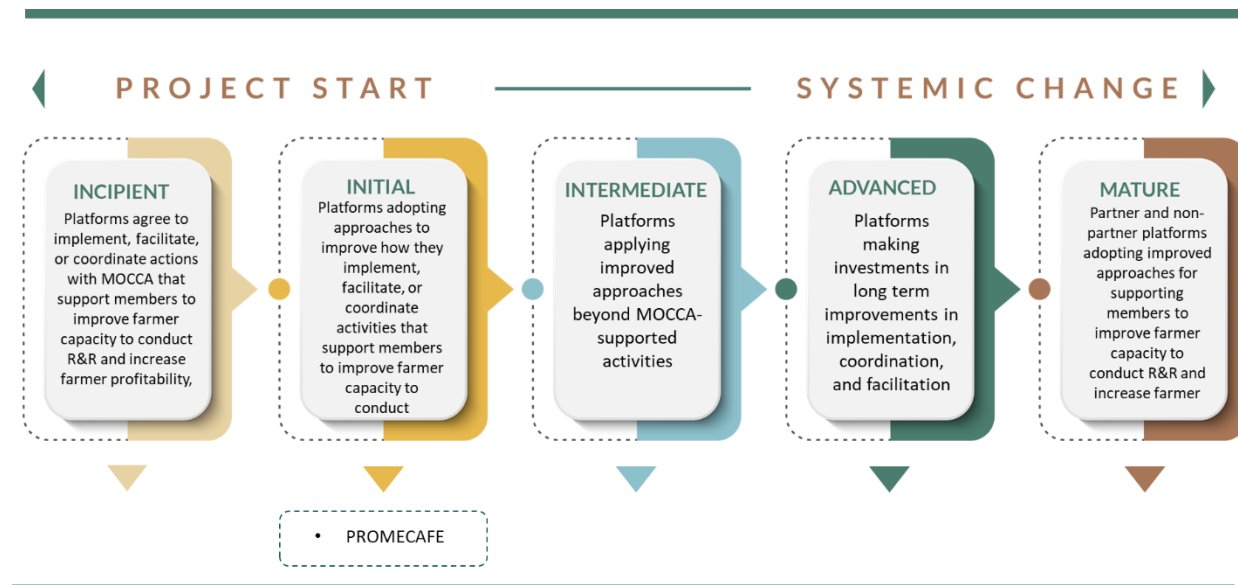 PROJECT START
SYSTEMIC CHANGE
INCIPIENT
Platforms agree to
implement, facilitate,
or coordinate actions
with MOCCA that
support members to
improve farmer
capacity to conduct
R&R and increase
farmer profitability,
INITIAL
Platforms adopting
approaches to
improve how they
implement,
facilitate, or
coordinate
activities that
support members
to improve farmer
capacity to
conduct
INTERMEDIATE
Platforms
applying
improved
approaches
beyond MOCCA-
supported
activities
ADVANCED
Platforms
making
investments in
long term
improvements in
implementation,
coordination,
and facilitation
MATURE
Partner and non-
partner platforms
adopting improved
approaches for
supporting
members to
improve farmer
capacity to
conduct R&R and
increase farmer
• PROMECAFE